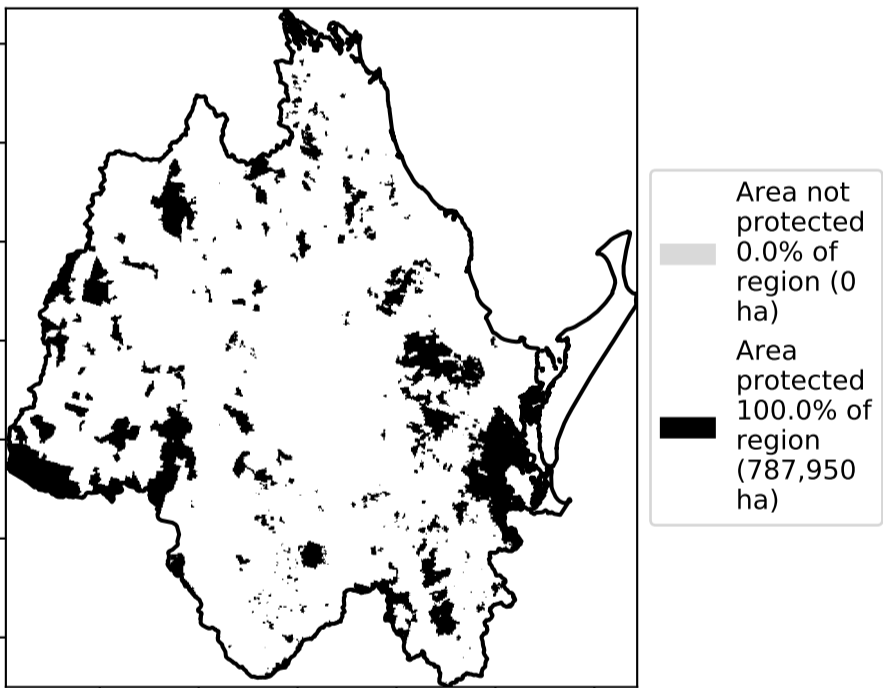 Area not
protected
0.0% of
region (0
ha)
Area
protected
100.0% of
region
(787,950
ha)